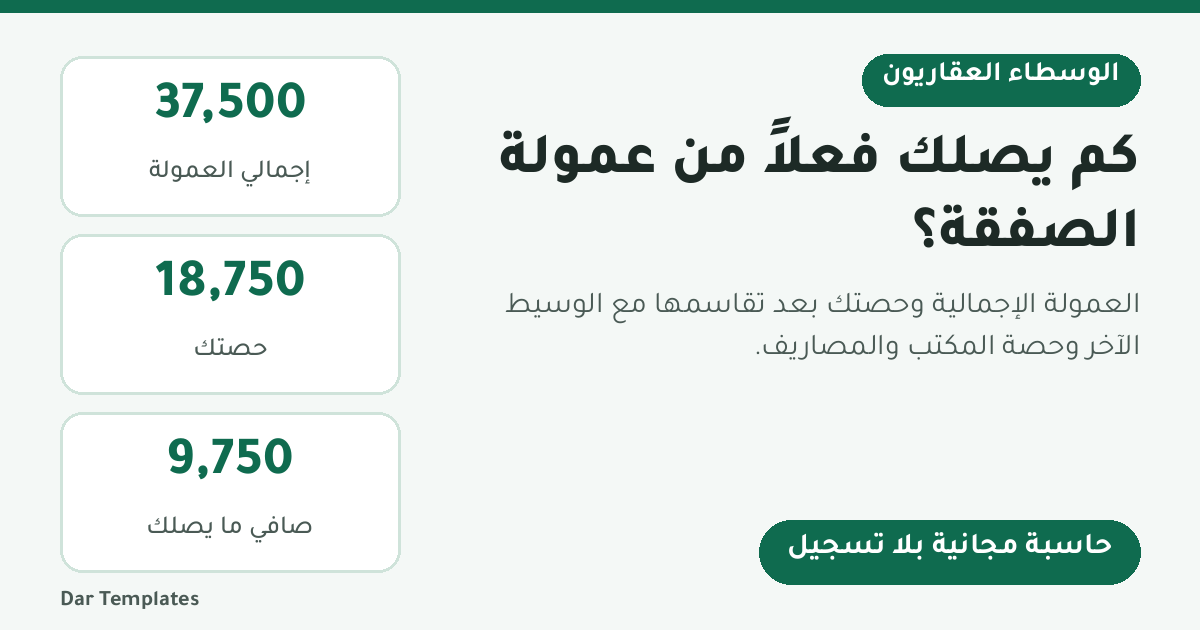 الوسطاء العقاريون
كم يصلك فعلاً من عمولة
الصفقة؟
العمولة الإجمالية وحصتك بعد تقاسمها مع الوسيط
الآخر وحصة المكتب والمصاريف.
حاسبة مجانية بلا تسجيل
37,500
إجمالي العمولة
18,750
حصتك
9,750
صافي ما يصلك
Dar Templates